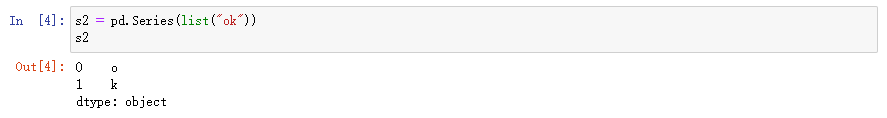 In [4]: s2 = pd.Series(list("ok"))
s2
Out[4]: 0 o
1 k
dtype: object